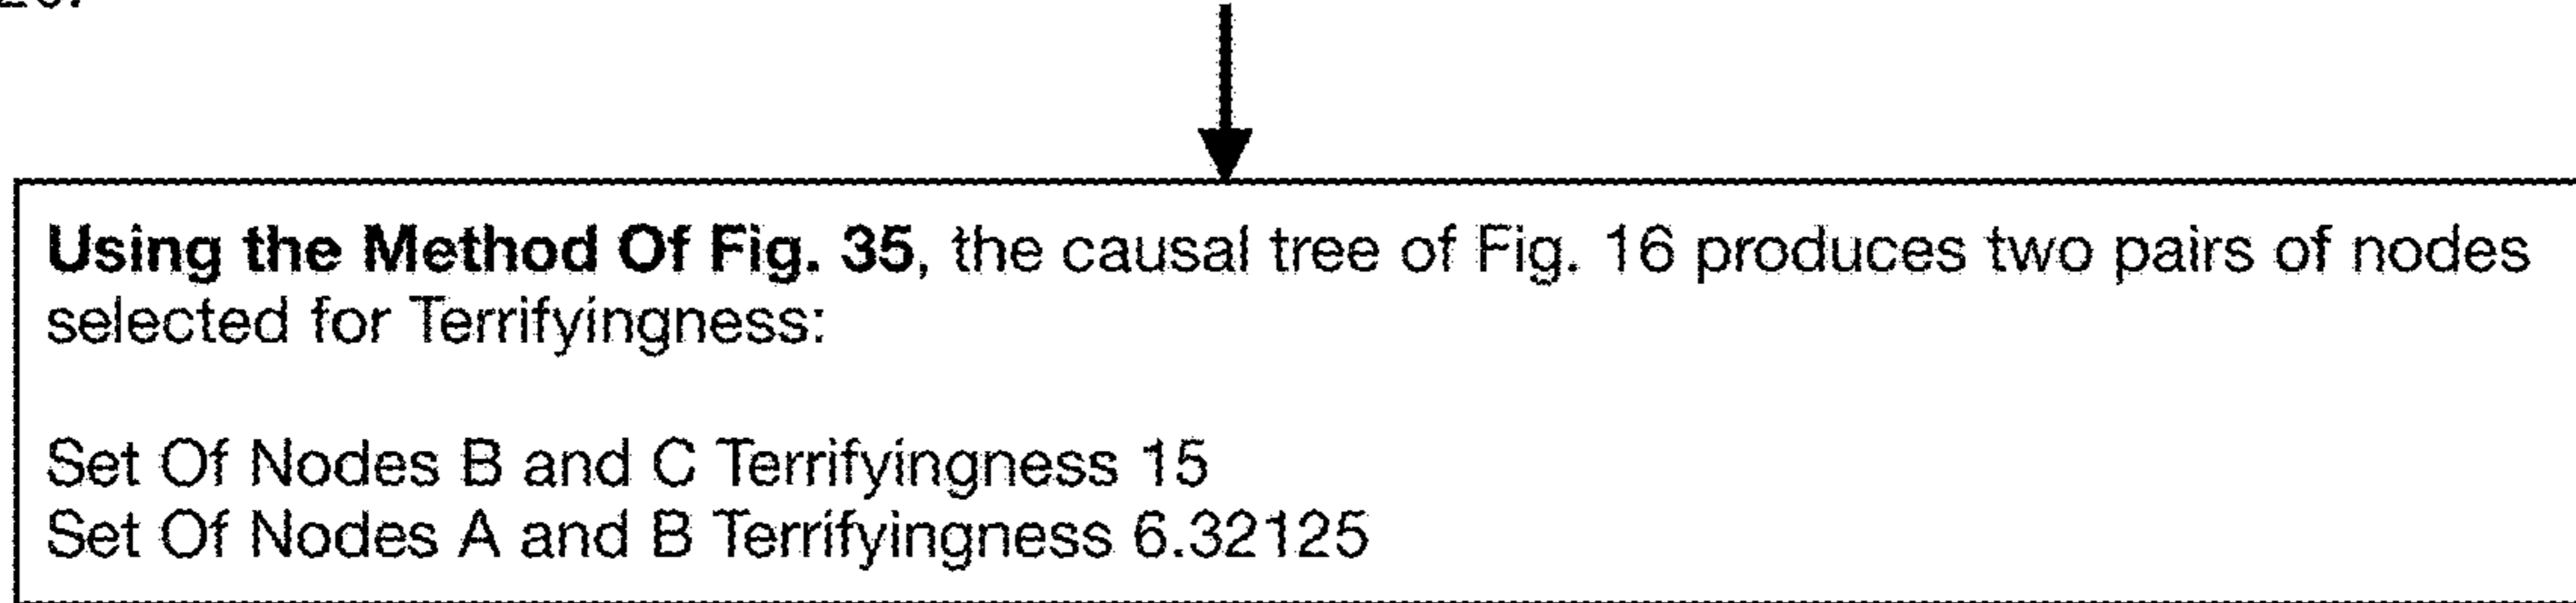 Using the Method Of Fig. 35, the causal tree of Fig. 16 produces two pairs of nodes
selected for Terrifyingness:
Set Of Nodes B and C Terrifyingness 15
Set Of Nodes A and B Terrifyingness 6.32125